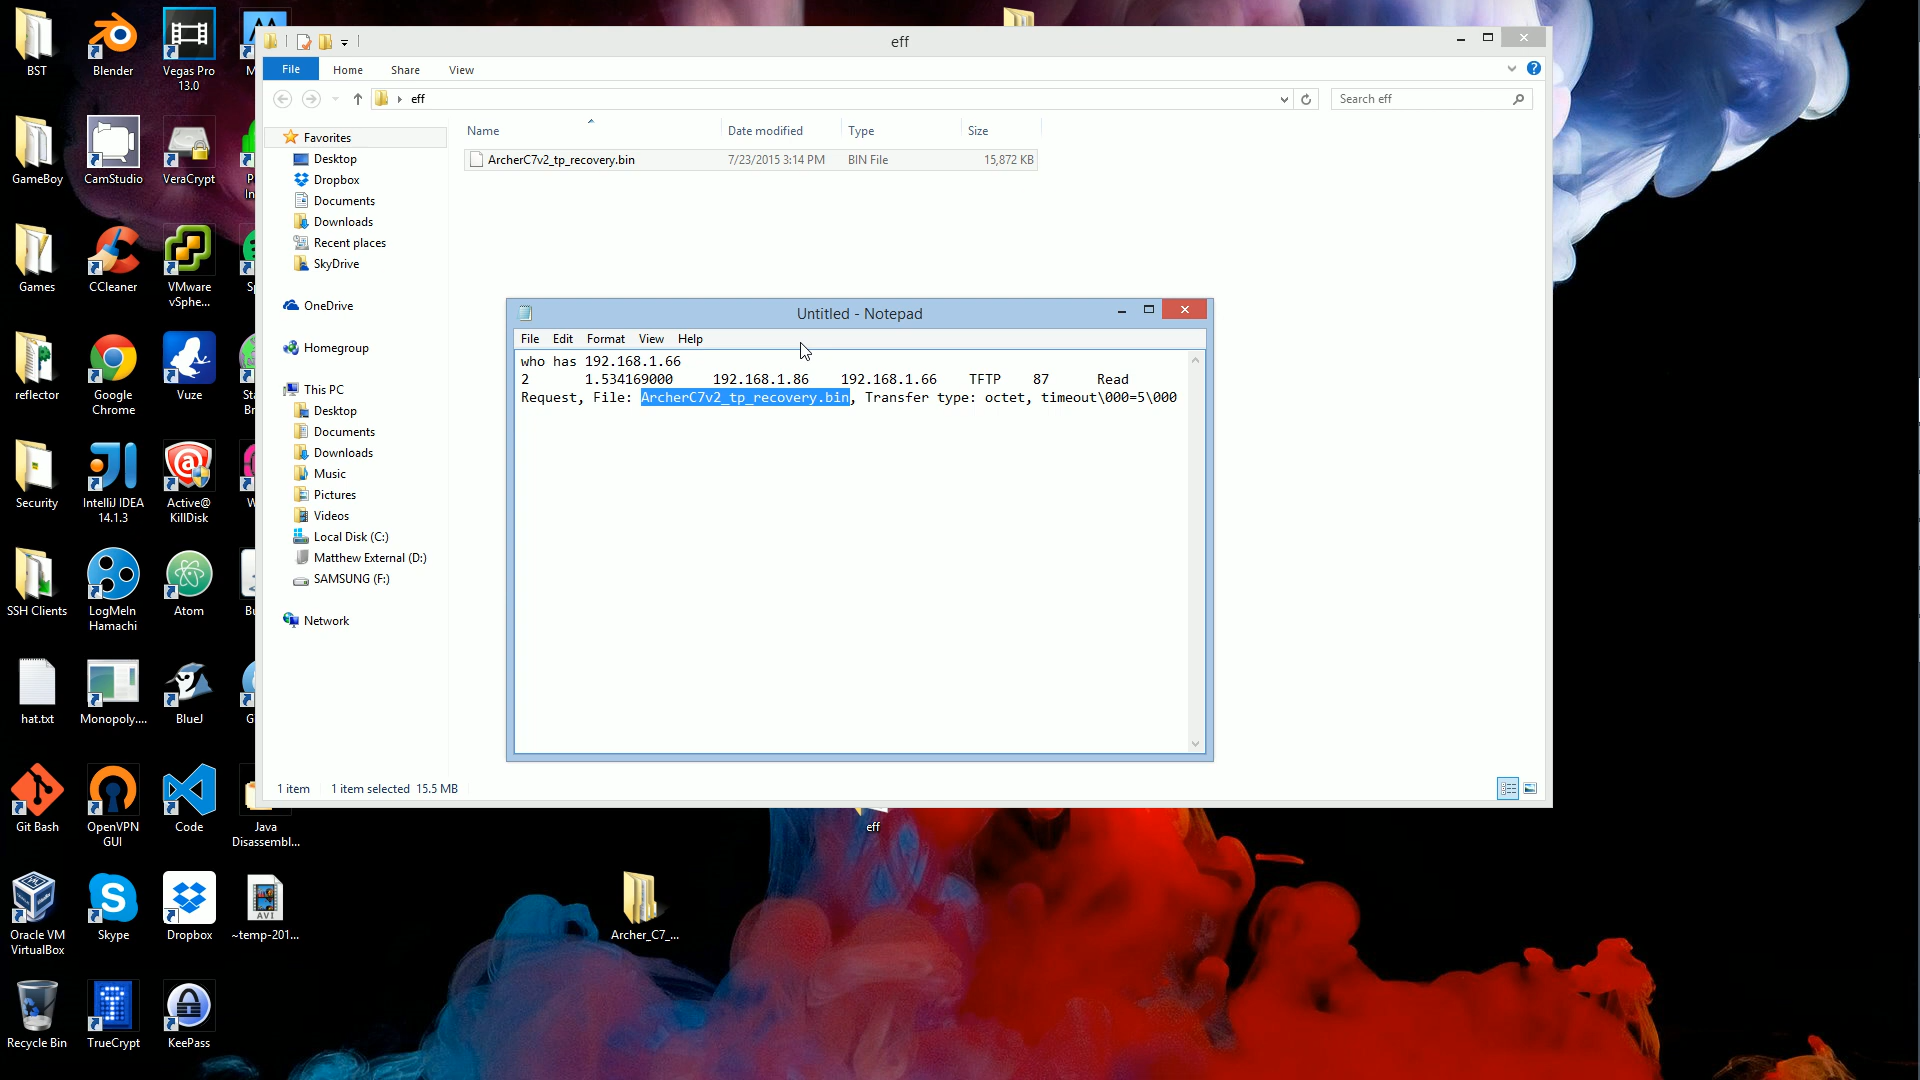 eff
File Home Share View
eff
Search eff
Name Date modified Type Size
ArcherC7v2_tp_recovery.bin 7/23/2015 3:14 PM BIN File 15,872 KB
Favorites
Desktop
Dropbox
Documents
Downloads
Recent places
SkyDrive
OneDrive
Homegroup
This PC
Desktop
Documents
Downloads
Music
Pictures
Videos
Local Disk (C:)
Matthew External (D:)
SAMSUNG (F:)
Network
1 item 1 item selected 15.5 MB
Untitled - Notepad
File Edit Format View Help
who has 192.168.1.66
2 1.534169000 192.168.1.86 192.168.1.66 TFTP 87 Read
Request, File: ArcherC7v2_tp_recovery.bin, Transfer type: octet, timeout\000=5\000
BST
Blender
Vegas Pro
13.0
GameBoy
CamStudio
VeraCrypt
Games
CCleaner
VMware
vSphe...
reflector
Google
Chrome
Vuze
Security
IntelliJ IDEA
14.1.3
Active@
KillDisk
SSH Clients
LogMeIn
Hamachi
Atom
hat.txt
Monopoly....
BlueJ
Git Bash
OpenVPN
GUI
Code
Java
Disassembl...
Oracle VM
VirtualBox
Skype
Dropbox
AVI
~temp-201...
Recycle Bin
TrueCrypt
KeePass
eff
Archer_C7_...